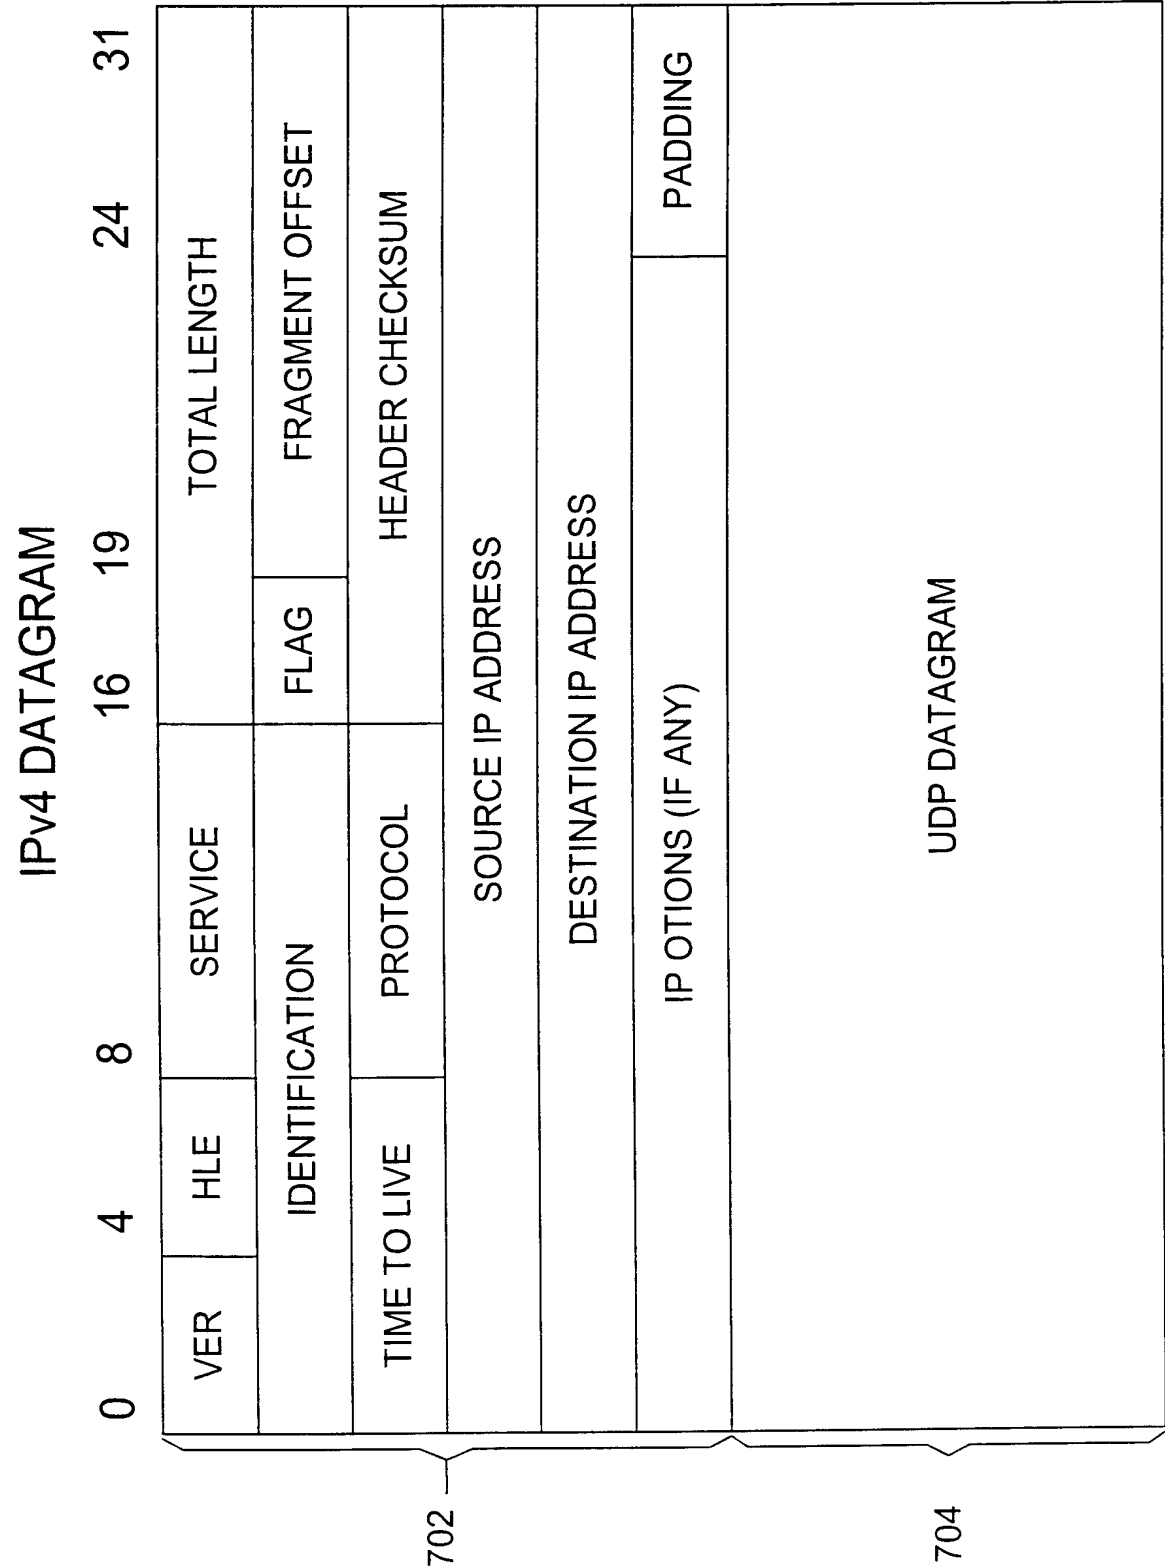 IPv4 DATAGRAM
0 4 8 16 19 24 31
VER HLE SERVICE TOTAL LENGTH
IDENTIFICATION FLAG FRAGMENT OFFSET
TIME TO LIVE PROTOCOL HEADER CHECKSUM
SOURCE IP ADDRESS
DESTINATION IP ADDRESS
IP OTIONS (IF ANY) PADDING
UDP DATAGRAM
702
704